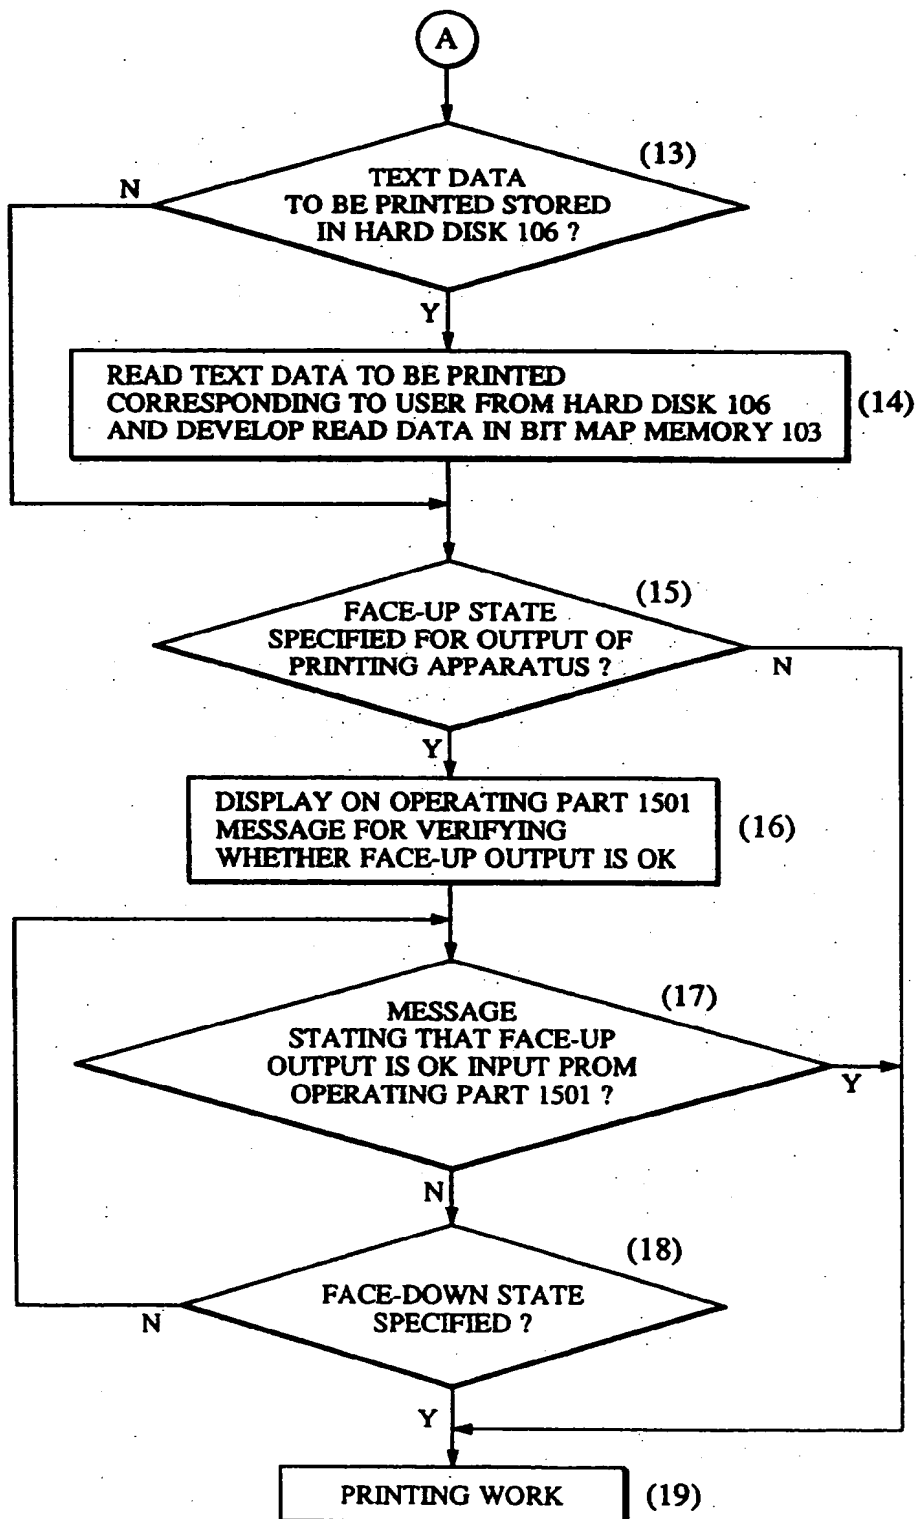 A
(13)
TEXT DATA
TO BE PRINTED STORED
IN HARD DISK 106 ?
N
Y
READ TEXT DATA TO BE PRINTED
CORRESPONDING TO USER FROM HARD DISK 106
AND DEVELOP READ DATA IN BIT MAP MEMORY 103
(14)
(15)
FACE-UP STATE
SPECIFIED FOR OUTPUT OF
PRINTING APPARATUS ?
N
Y
DISPLAY ON OPERATING PART 1501
MESSAGE FOR VERIFYING
WHETHER FACE-UP OUTPUT IS OK
(16)
(17)
MESSAGE
STATING THAT FACE-UP
OUTPUT IS OK INPUT PROM
OPERATING PART 1501 ?
Y
N
(18)
FACE-DOWN STATE
SPECIFIED ?
N
Y
PRINTING WORK
(19)